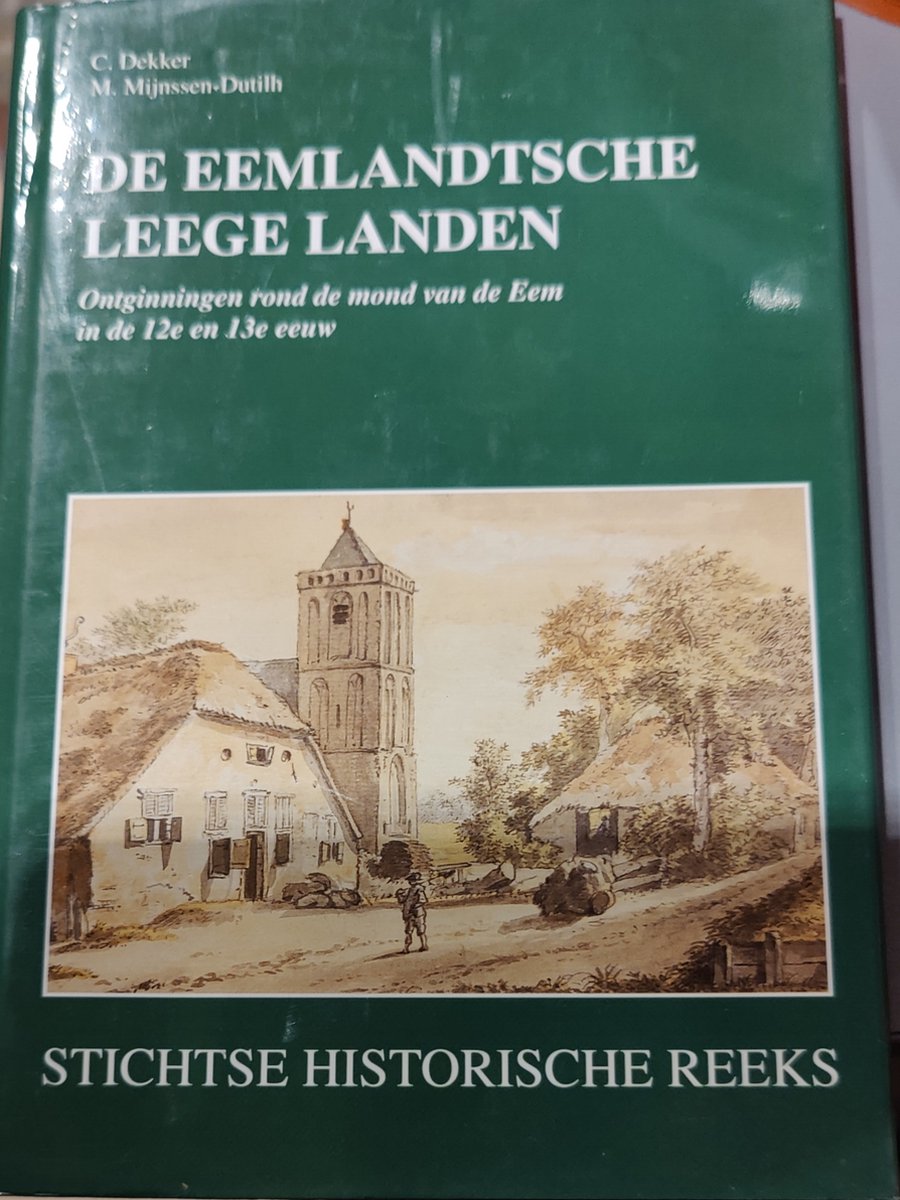 C. Dekker
M. Mijnssen-Dutilh
DE EEMLANDTSCHE
LEEGE LANDEN
Ontginningen rond de mond van de Eem
in de 12e en 13e eeuw
STICHTSE HISTORISCHE REEKS